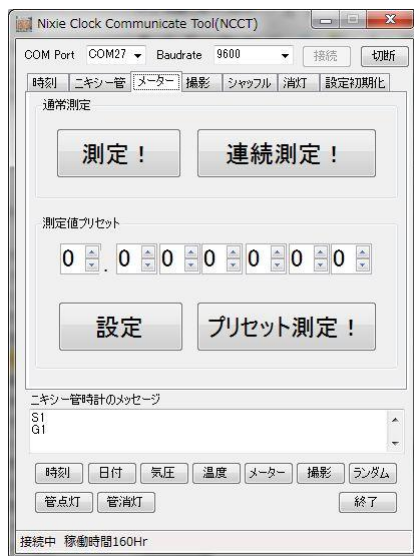 Nixie Clock Communicate Tool(NCCT)
COM Port COM27 Baudrate 9600 接続 切断
時刻 ニキシー管 メーター 撮影 シャッフル 消灯 設定初期化
通常測定
測定! 連続測定!
測定値プリセット
0.0000000
設定 プリセット測定!
ニキシー管時計のメッセージ
S1
G1
時刻 日付 気圧 温度 メーター 撮影 ランダム
管点灯 管消灯 終了
接続中 稼働時間160Hr